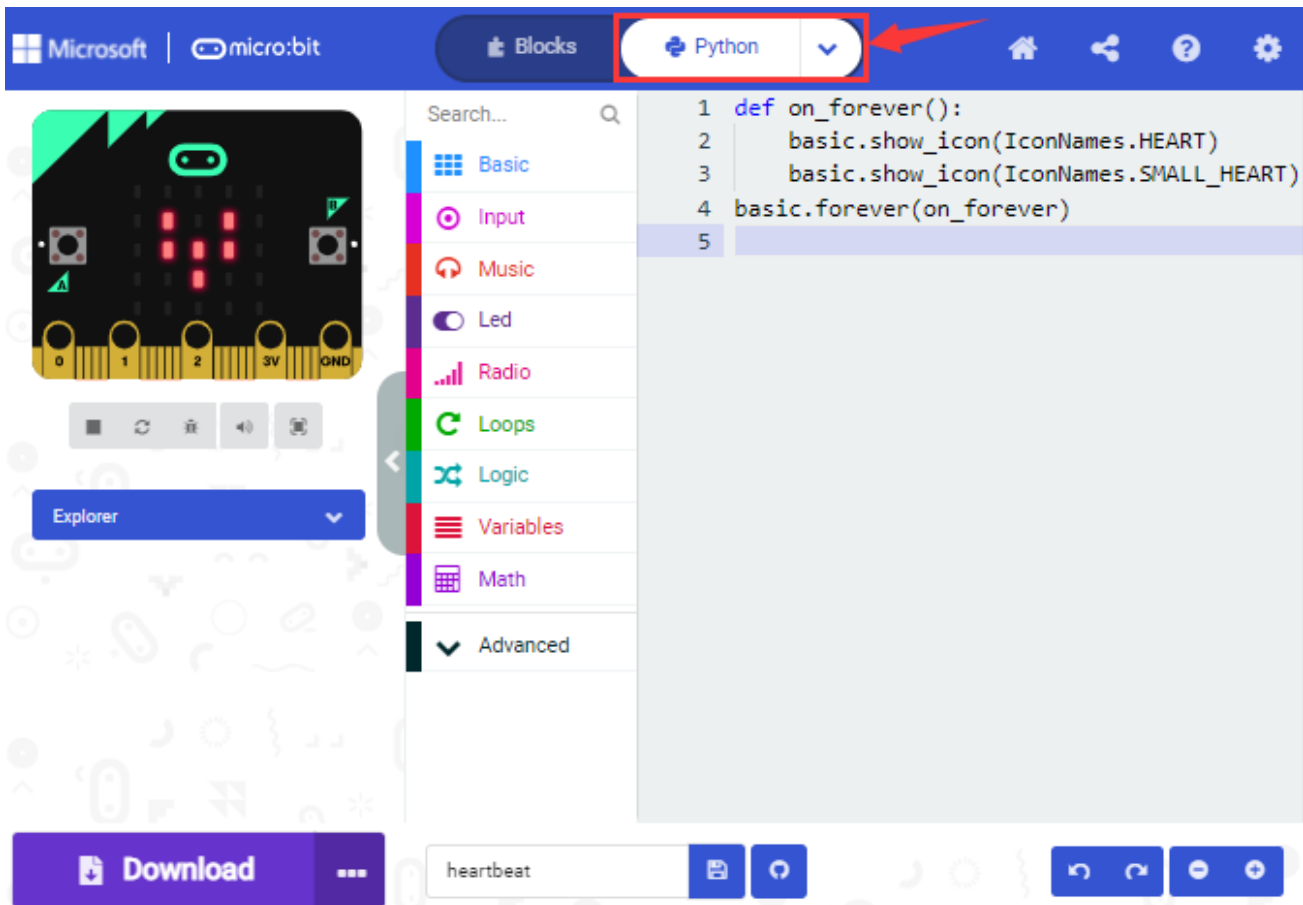 Microsoft | micro:bit
Blocks
Python
B
A
0 1 2 3V GND
Explorer
Search...
Basic
Input
Music
Led
Radio
Loops
Logic
Variables
Math
Advanced
1 def on_forever():
2 basic.show_icon(IconNames.HEART)
3 basic.show_icon(IconNames.SMALL_HEART)
4 basic.forever(on_forever)
5
Download
heartbeat